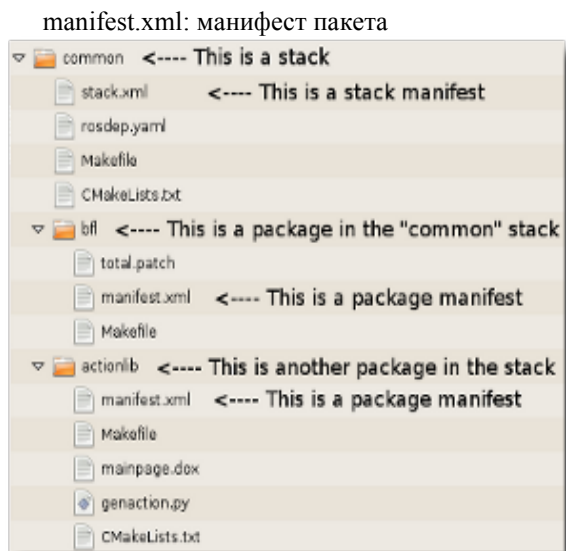 manifest.xml: манифест пакета
common <---- This is a stack
stack.xml <---- This is a stack manifest
rosdep.yaml
Makefile
CMakeLists.txt
bfl <---- This is a package in the "common" stack
total.patch
manifest.xml <---- This is a package manifest
Makefile
actionlib <---- This is another package in the stack
manifest.xml <---- This is a package manifest
Makefile
mainpage.dox
genaction.py
CMakeLists.txt